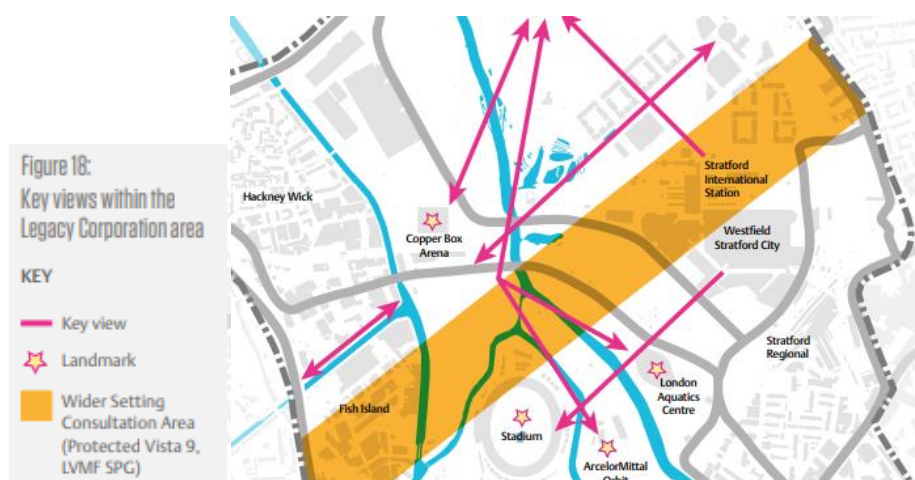 Figure 18:
Key views within the
Legacy Corporation area
KEY
Key view
Landmark
Wider Setting
Consultation Area
(Protected Vista 9,
LVMF SPG)
Hackney Wick
Copper Box
Arena
Stratford
International
Station
Westfield
Stratford City
Stratford
Regional
Fish Island
London
Aquatics
Centre
Stadium
ArcelorMittal
Orbit